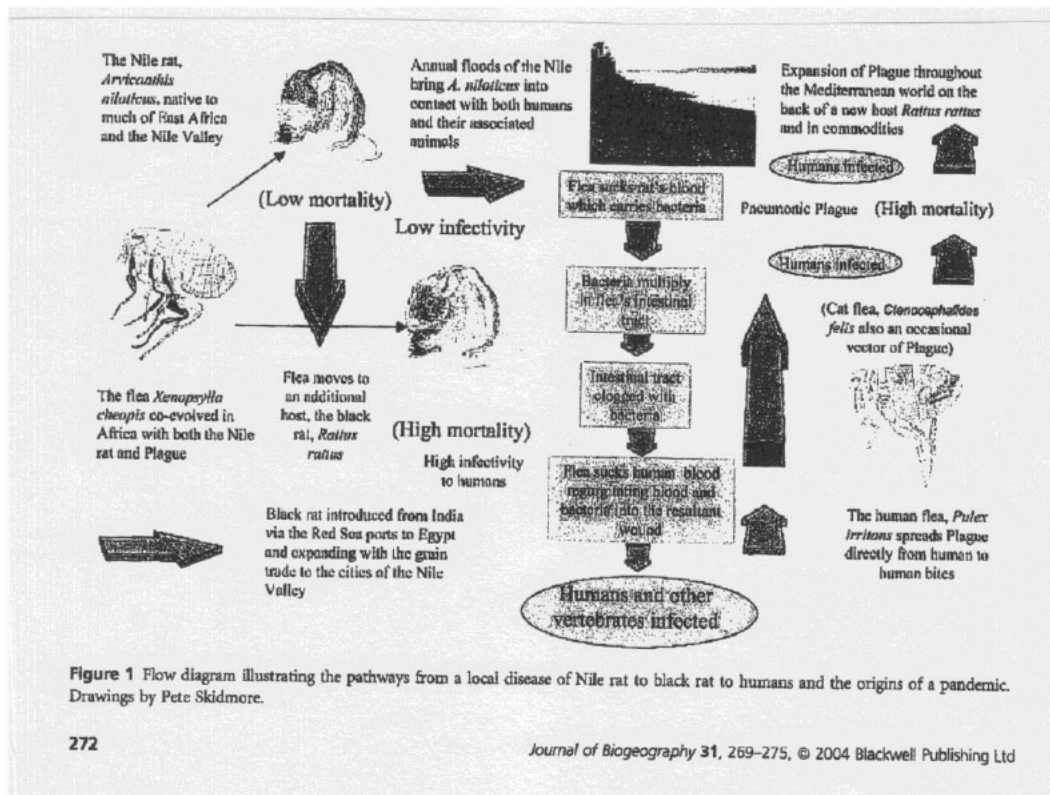 The Nile rat,
Arvicanthis
niloticus, native to
much of East Africa
and the Nile Valley
Annual floods of the Nile
bring A. niloticus into
contact with both humans
and their associated
animals
Expansion of Plague throughout
the Mediterranean world on the
back of a new host Rattus rattus
and in commodities
(Low mortality)
Low infectivity
Flea sucks rat's blood
which carries bacteria
Humans infected
Pneumonic Plague (High mortality)
Humans infected
Bacteria multiply
in flea's intestinal
tract
(Cat flea, Ctenocephalides
felis also an occasional
vector of Plague)
The flea Xenopsylla
cheopis co-evolved in
Africa with both the Nile
rat and Plague
Flea moves to
an additional
host, the black
rat, Rattus
rattus
(High mortality)
High infectivity
to humans
Intestinal tract
clogged with
bacteria
Flea sucks human blood
regurgitating blood and
bacteria into the resultant
wound
Black rat introduced from India
via the Red Sea ports to Egypt
and expanding with the grain
trade to the cities of the Nile
Valley
The human flea, Pulex
irritans spreads Plague
directly from human to
human bites
Humans and other
vertebrates infected
Figure 1 Flow diagram illustrating the pathways from a local disease of Nile rat to black rat to humans and the origins of a pandemic.
Drawings by Pete Skidmore.
272
Journal of Biogeography 31, 269–275, © 2004 Blackwell Publishing Ltd